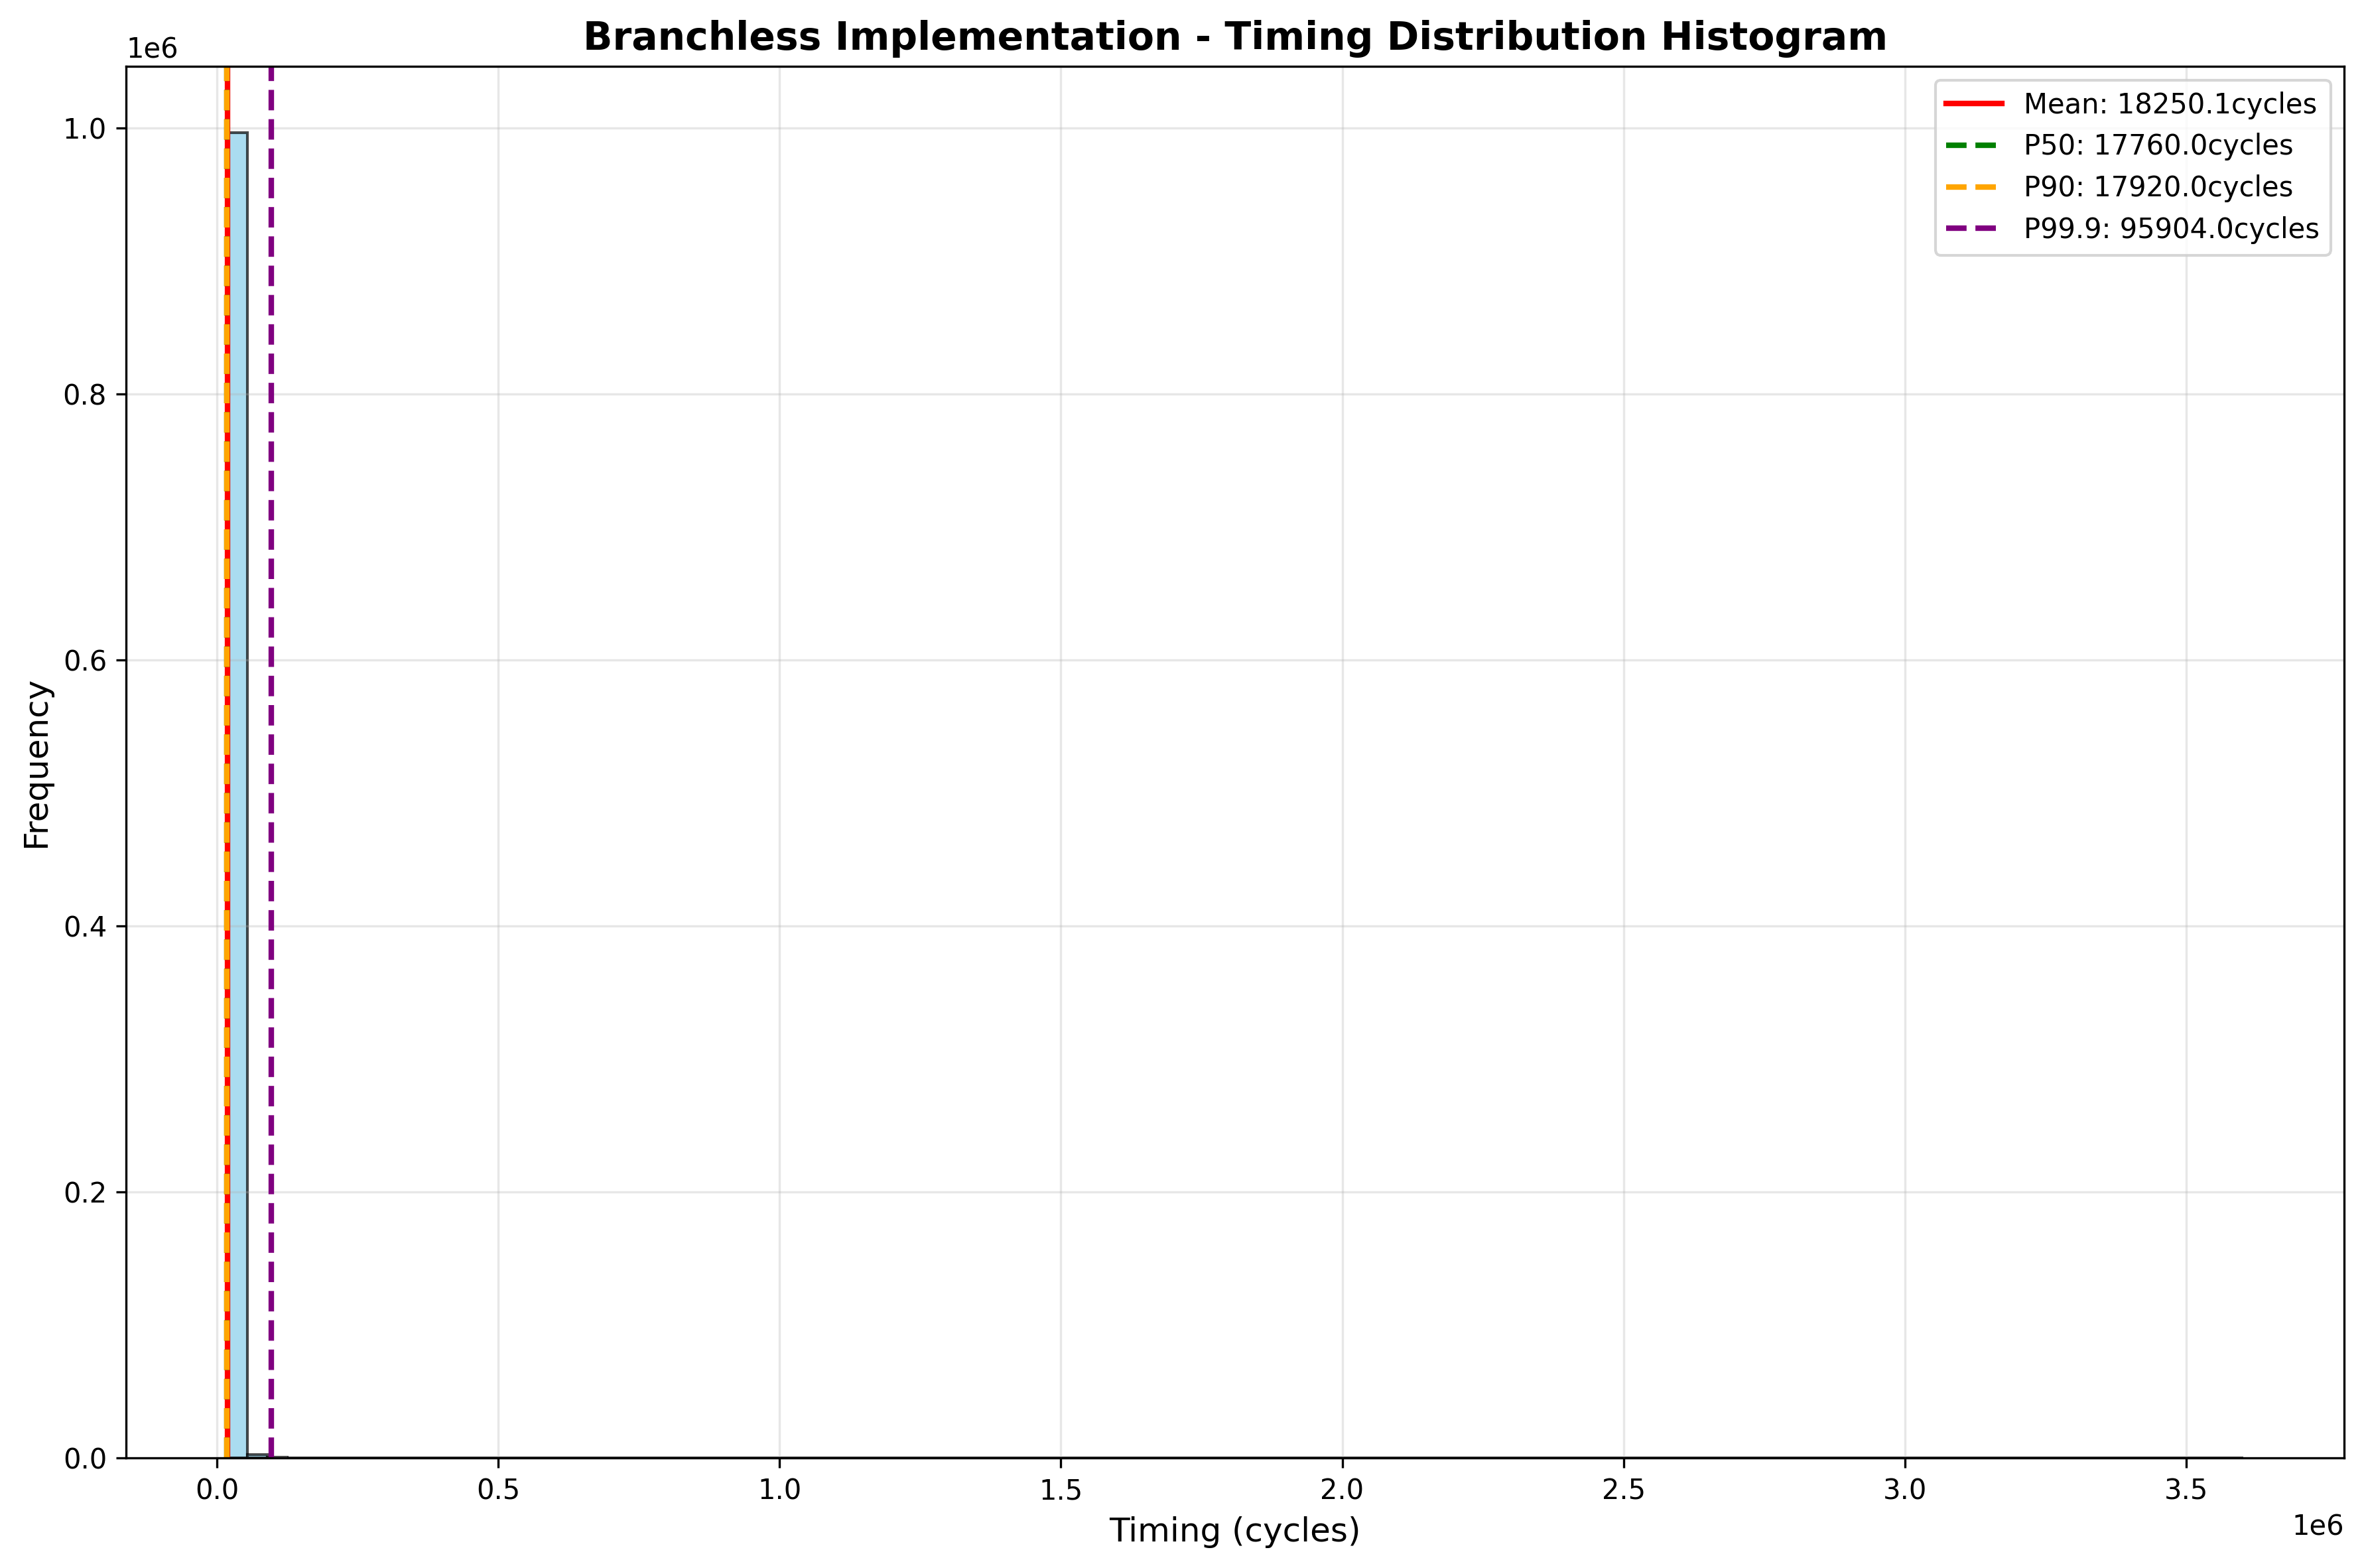 Branchless Implementation - Timing Distribution Histogram
1e6
Mean: 18250.1cycles
P50: 17760.0cycles
P90: 17920.0cycles
P99.9: 95904.0cycles
1.0
0.8
0.6
0.4
0.2
0.0
Frequency
0.0 0.5 1.0 1.5 2.0 2.5 3.0 3.5
Timing (cycles)
1e6